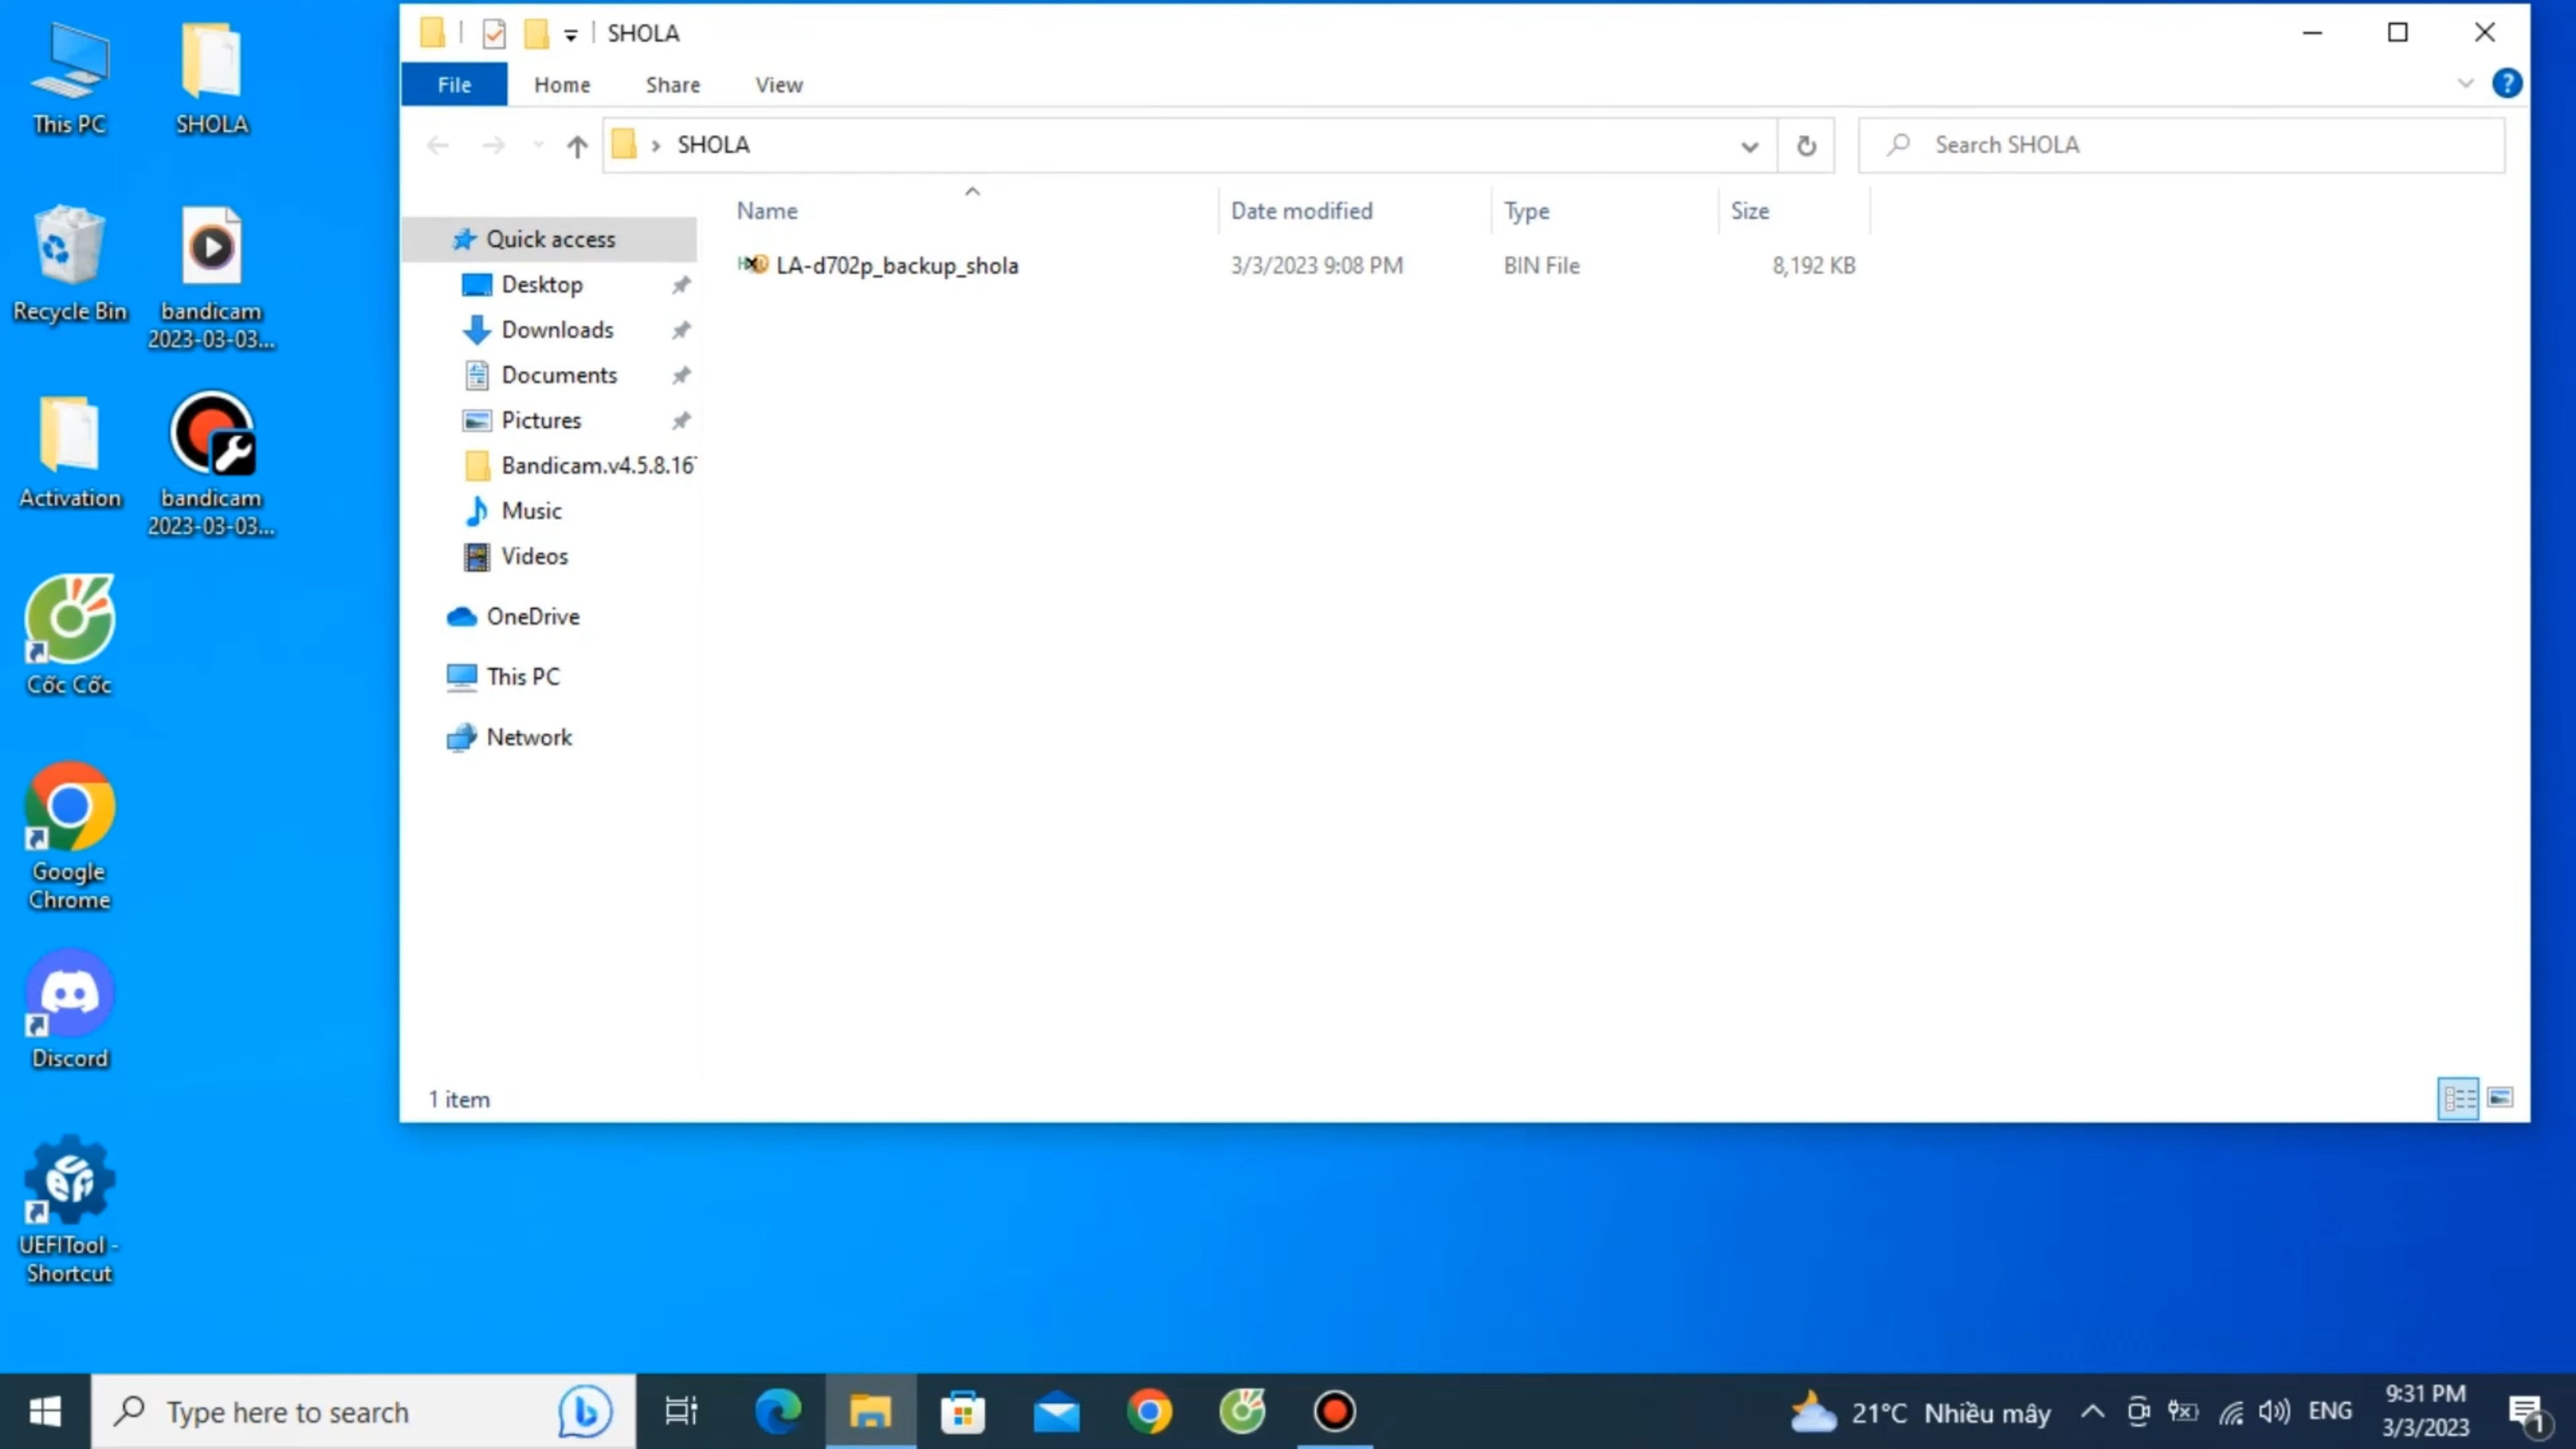 This PC
SHOLA
Recycle Bin
bandicam
2023-03-03...
Activation
bandicam
2023-03-03...
Cốc Cốc
Google
Chrome
Discord
UEFITool -
Shortcut
SHOLA
File
Home
Share
View
SHOLA
Search SHOLA
Name
Date modified
Type
Size
LA-d702p_backup_shola
3/3/2023 9:08 PM
BIN File
8,192 KB
Quick access
Desktop
Downloads
Documents
Pictures
Bandicam.v4.5.8.16
Music
Videos
OneDrive
This PC
Network
1 item
Type here to search
21°C Nhiều mây
ENG
9:31 PM
3/3/2023
1